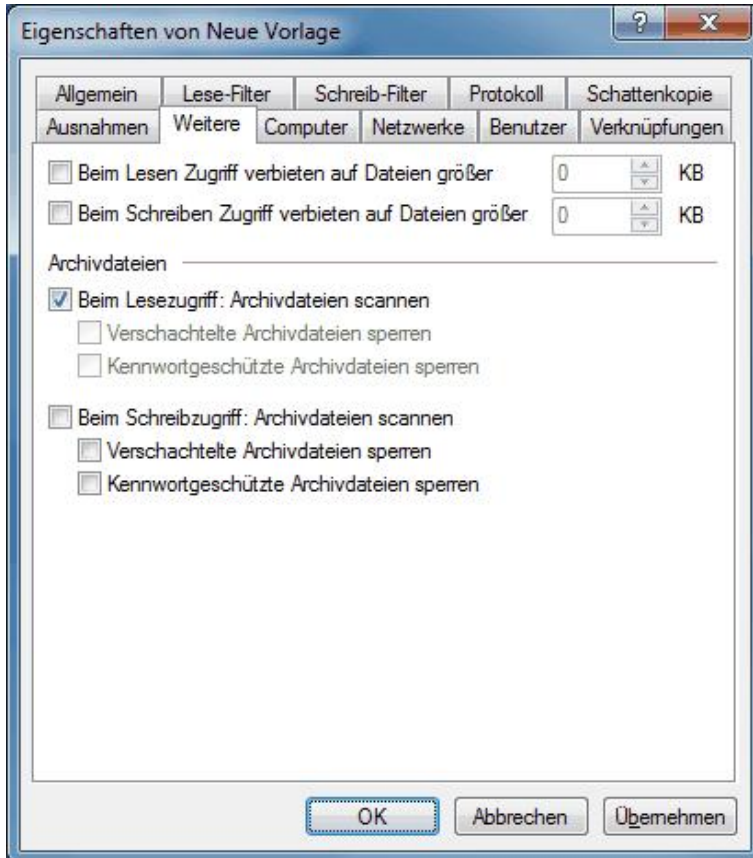 Eigenschaften von Neue Vorlage
?
Allgemein Lese-Filter Schreib-Filter Protokoll Schattenkopie
Ausnahmen Weitere Computer Netzwerke Benutzer Verknüpfungen
Beim Lesen Zugriff verbieten auf Dateien größer 0 KB
Beim Schreiben Zugriff verbieten auf Dateien größer 0 KB
Archivdateien
Beim Lesezugriff: Archivdateien scannen
Verschachtelte Archivdateien sperren
Kennwortgeschützte Archivdateien sperren
Beim Schreibzugriff: Archivdateien scannen
Verschachtelte Archivdateien sperren
Kennwortgeschützte Archivdateien sperren
OK Abbrechen Übernehmen